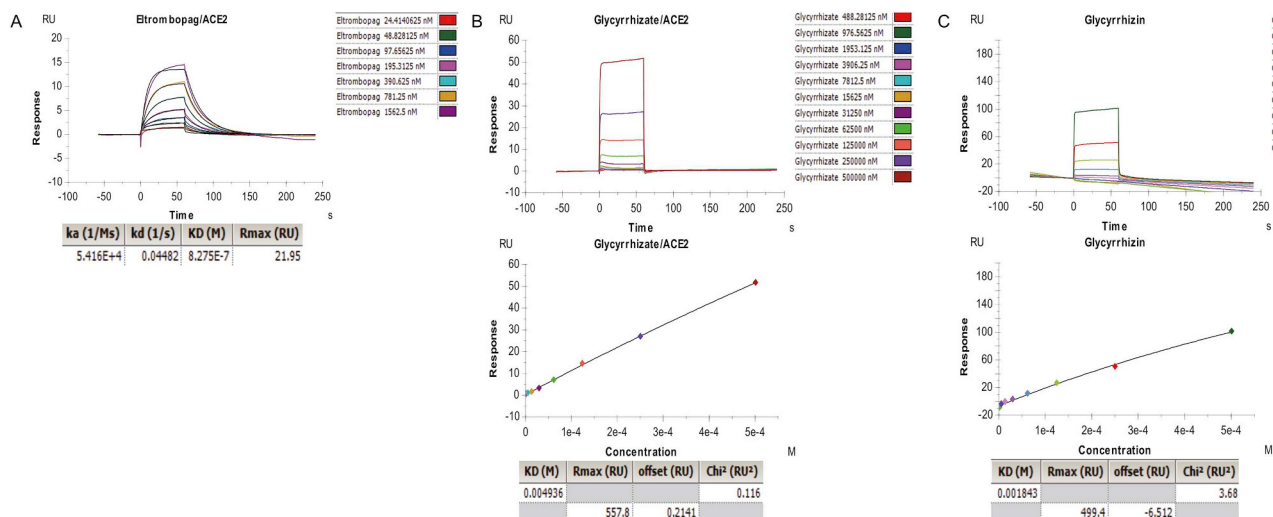 A
Eltrombopag/ACE2
RU
20
15
10
5
0
-5
-10
Response
-100 -50 0 50 100 150 200 250
Time s
Eltrombopag 24.4140625 nM
Eltrombopag 48.828125 nM
Eltrombopag 97.65625 nM
Eltrombopag 195.3125 nM
Eltrombopag 390.625 nM
Eltrombopag 781.25 nM
Eltrombopag 1562.5 nM
ka (1/Ms) kd (1/s) KD (M) Rmax (RU)
5.416E+4 0.04482 8.275E-7 21.95
B
Glycyrrhizate/ACE2
RU
60
50
40
30
20
10
0
-10
Response
-100 -50 0 50 100 150 200 250
Time s
Glycyrrhizate 488.28125 nM
Glycyrrhizate 976.5625 nM
Glycyrrhizate 1953.125 nM
Glycyrrhizate 3906.25 nM
Glycyrrhizate 7812.5 nM
Glycyrrhizate 15625 nM
Glycyrrhizate 31250 nM
Glycyrrhizate 62500 nM
Glycyrrhizate 125000 nM
Glycyrrhizate 250000 nM
Glycyrrhizate 500000 nM
Glycyrrhizate/ACE2
RU
60
50
40
30
20
10
0
-10
Response
0 1e-4 2e-4 3e-4 4e-4 5e-4
Concentration M
KD (M) Rmax (RU) offset (RU) Chi² (RU²)
0.004936 0.116
557.8 0.2141
C
Glycyrrhizin
RU
180
140
100
60
20
-20
Response
-100 -50 0 50 100 150 200 250
Time s
Glycyrrhizin
RU
180
140
100
60
20
-20
Response
0 1e-4 2e-4 3e-4 4e-4 5e-4
Concentration M
KD (M) Rmax (RU) offset (RU) Chi² (RU²)
0.001843 3.68
499.4 -6.512